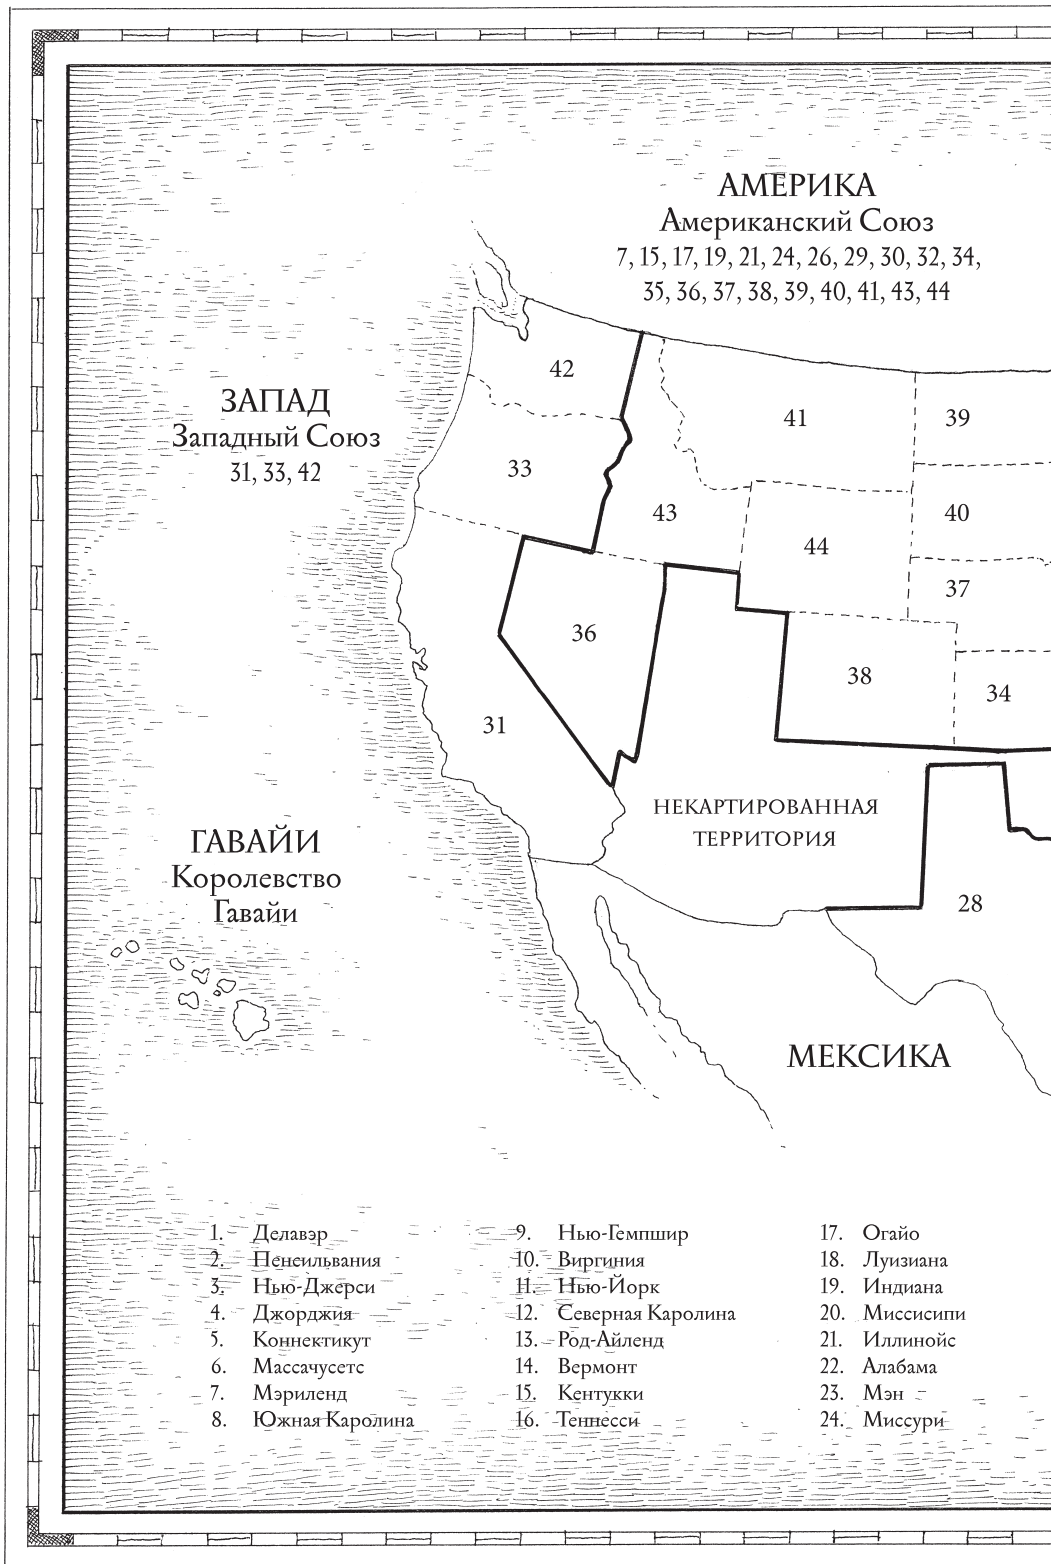 АМЕРИКА
Американский Союз
7, 15, 17, 19, 21, 24, 26, 29, 30, 32, 34,
35, 36, 37, 38, 39, 40, 41, 43, 44
ЗАПАД
Западный Союз
31, 33, 42
42
41
39
33
43
40
44
37
36
38
34
31
НЕКАРТИРОВАННАЯ
ТЕРРИТОРИЯ
28
ГАВАЙИ
Королевство
Гавайи
МЕКСИКА
1. Делавэр
2. Пенсильвания
3. Нью-Джерси
4. Джорджия
5. Коннектикут
6. Массачусетс
7. Мэриленд
8. Южная Каролина
9. Нью-Гемпшир
10. Виргиния
11. Нью-Йорк
12. Северная Каролина
13. Род-Айленд
14. Вермонт
15. Кентукки
16. Теннесси
17. Огайо
18. Луизиана
19. Индиана
20. Миссисипи
21. Иллинойс
22. Алабама
23. Мэн
24. Миссури